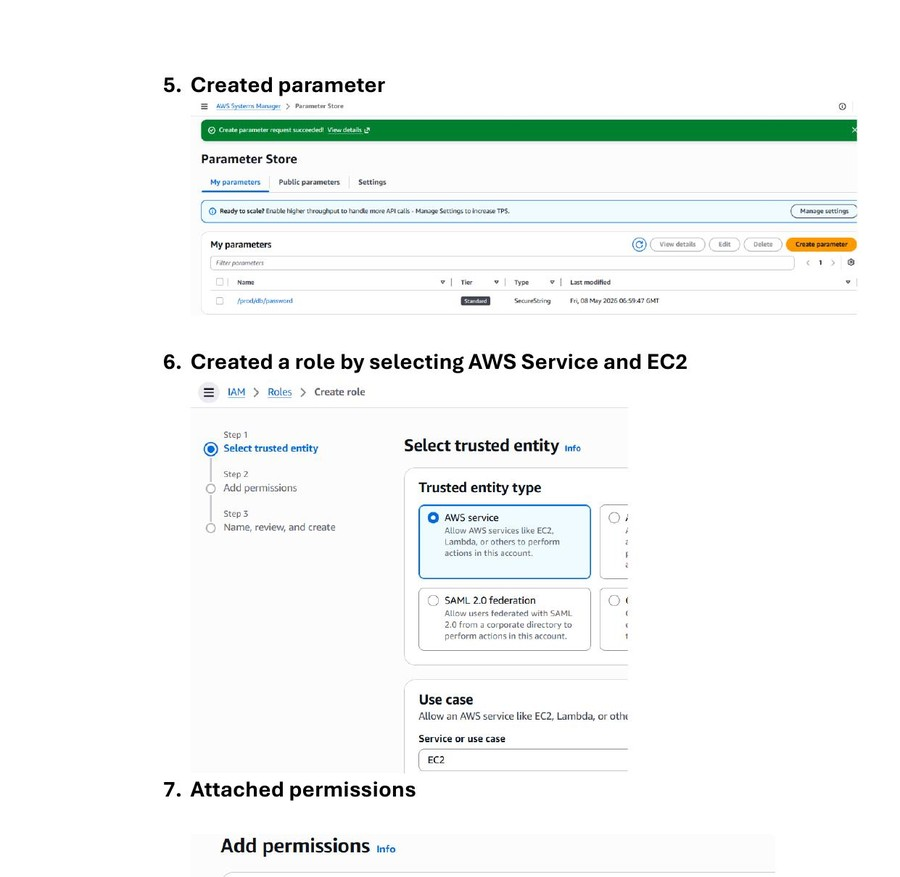 5. Created parameter
AWS Systems Manager > Parameter Store
Create parameter request succeeded! View details
Parameter Store
My parameters Public parameters Settings
Ready to scale? Enable higher throughput to handle more API calls - Manage Settings to increase TPS. Manage settings
My parameters View details Edit Delete Create parameter
Filter parameters 1
Name Tier Type Last modified
/prod/db/password Standard SecureString Fri, 08 May 2026 06:59:47 GMT
6. Created a role by selecting AWS Service and EC2
IAM > Roles > Create role
Step 1
Select trusted entity
Step 2
Add permissions
Step 3
Name, review, and create
Select trusted entity Info
Trusted entity type
AWS service
Allow AWS services like EC2,
Lambda, or others to perform
actions in this account.
SAML 2.0 federation
Allow users federated with SAML
2.0 from a corporate directory to
perform actions in this account.
Use case
Allow an AWS service like EC2, Lambda, or othe
Service or use case
EC2
7. Attached permissions
Add permissions Info